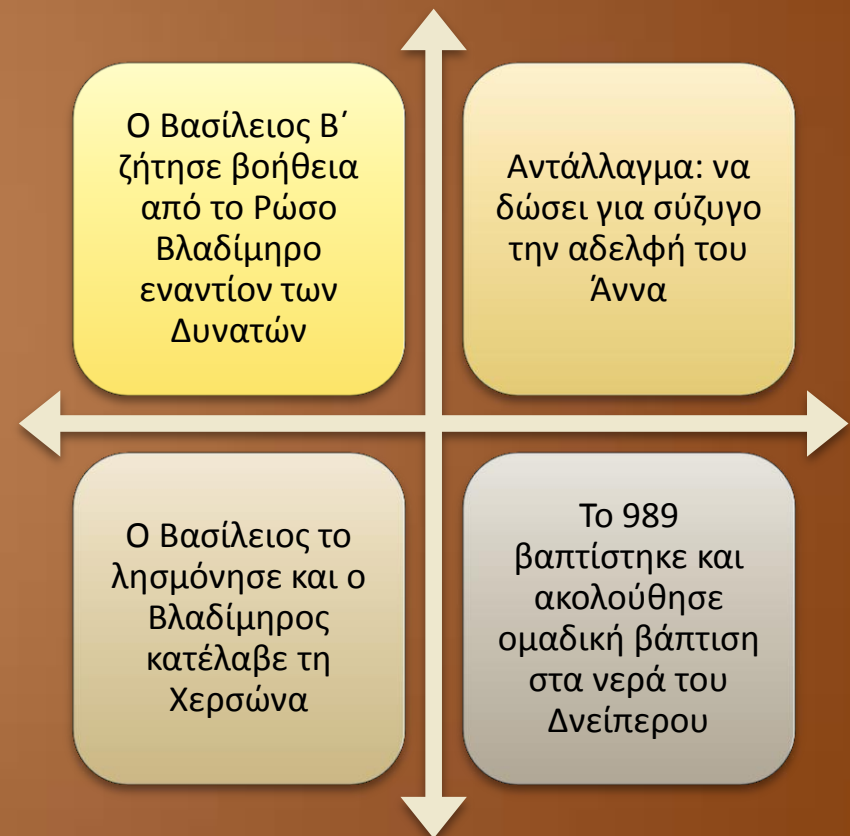 Ο Βασίλειος Β΄
ζήτησε βοήθεια
από το Ρώσο
Βλαδίμηρο
εναντίον των
Δυνατών
Αντάλλαγμα: να
δώσει για σύζυγο
την αδελφή του
Άννα
Ο Βασίλειος το
λησμόνησε και ο
Βλαδίμηρος
κατέλαβε τη
Χερσώνα
Το 989
βαπτίστηκε και
ακολούθησε
ομαδική βάπτιση
στα νερά του
Δνείπερου